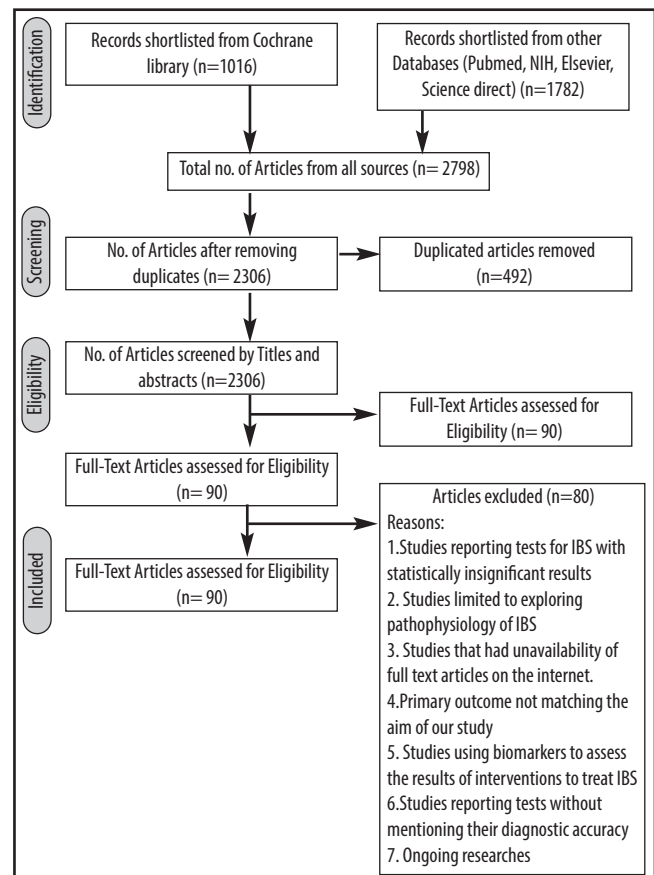 Identification
Records shortlisted from Cochrane
library (n=1016)
Records shortlisted from other
Databases (Pubmed, NIH, Elsevier,
Science direct) (n=1782)
Total no. of Articles from all sources (n= 2798)
Screening
No. of Articles after removing
duplicates (n= 2306)
Duplicated articles removed
(n=492)
Eligibility
No. of Articles screened by Titles and
abstracts (n=2306)
Full-Text Articles assessed for
Eligibility (n= 90)
Full-Text Articles assessed for Eligibility
(n= 90)
Included
Full-Text Articles assessed for Eligibility
(n= 90)
Articles excluded (n=80)
Reasons:
1.Studies reporting tests for IBS with
statistically insignificant results
2. Studies limited to exploring
pathophysiology of IBS
3. Studies that had unavailability of
full text articles on the internet.
4.Primary outcome not matching the
aim of our study
5. Studies using biomarkers to assess
the results of interventions to treat IBS
6.Studies reporting tests without
mentioning their diagnostic accuracy
7. Ongoing researches